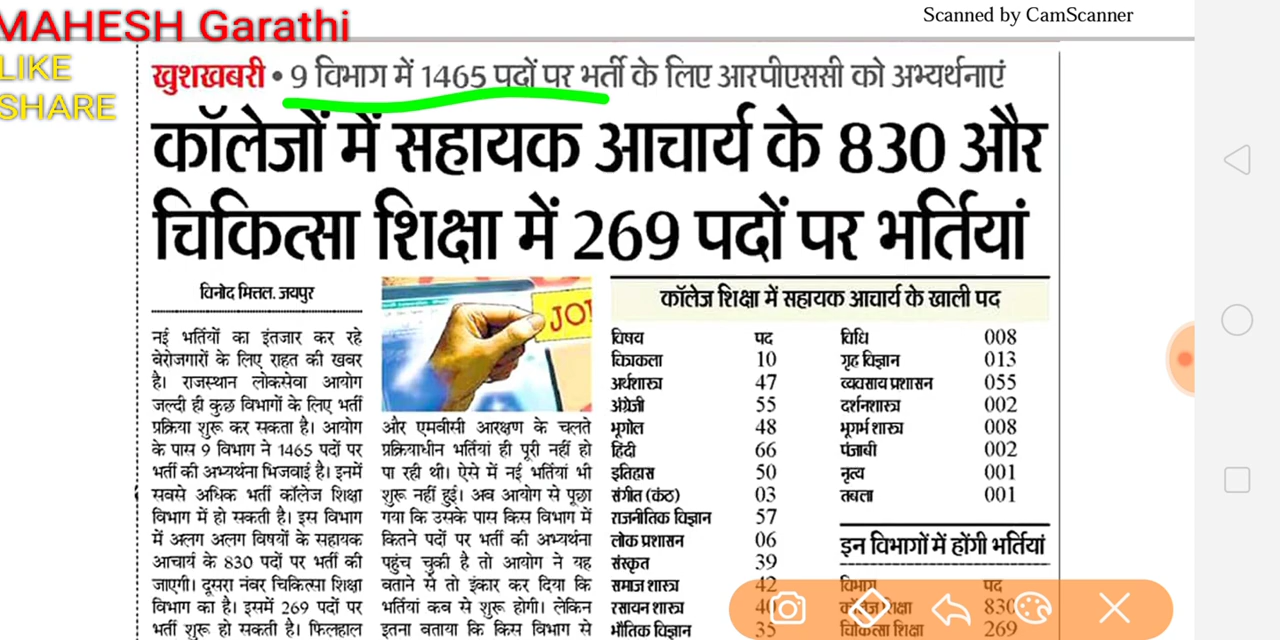 MAHESH Garathi
LIKE
SHARE
Scanned by CamScanner
खुशखबरी • 9 विभाग में 1465 पदों पर भर्ती के लिए आरपीएससी को अभ्यर्थनाएं
कॉलेजों में सहायक आचार्य के 830 और
चिकित्सा शिक्षा में 269 पदों पर भर्तियां
विनोद मित्तल. जयपुर
नई भर्तियों का इंतजार कर रहे
बेरोजगारों के लिए राहत की खबर
है। राजस्थान लोकसेवा आयोग
जल्दी ही कुछ विभागों के लिए भर्ती
प्रक्रिया शुरू कर सकता है। आयोग
के पास 9 विभाग ने 1465 पदों पर
भर्ती की अभ्यर्थना भिजवाई है। इनमें
सबसे अधिक भर्ती कॉलेज शिक्षा
विभाग में हो सकती है। इस विभाग
में अलग अलग विषयों के सहायक
आचार्य के 830 पदों पर भर्ती की
जाएगी। दूसरा नंबर चिकित्सा शिक्षा
विभाग का है। इसमें 269 पदों पर
भर्ती शुरू हो सकती है। फिलहाल
JO
और एमबीसी आरक्षण के चलते
प्रक्रियाधीन भर्तियां ही पूरी नहीं हो
पा रही थी। ऐसे में नई भर्तियां भी
शुरू नहीं हुई। अब आयोग से पूछा
गया कि उसके पास किस विभाग में
कितने पदों पर भर्ती की अभ्यर्थना
पहुंच चुकी है तो आयोग ने यह
बताने से तो इंकार कर दिया कि
भर्तियां कब से शुरू होगी। लेकिन
इतना बताया कि किस विभाग से
कॉलेज शिक्षा में सहायक आचार्य के खाली पद
विषय पद
चित्रकला 10
अर्थशास्त्र 47
अंग्रेजी 55
भूगोल 48
हिंदी 66
इतिहास 50
संगीत (कंठ) 03
राजनीतिक विज्ञान 57
लोक प्रशासन 06
संस्कृत 39
समाज शास्त्र 42
रसायन शास्त्र 40
भौतिक विज्ञान 35
विधि 008
गृह विज्ञान 013
व्यवसाय प्रशासन 055
दर्शनशास्त्र 002
भूगर्भ शास्त्र 008
पंजाबी 002
नृत्य 001
तबला 001
इन विभागों में होंगी भर्तियां
विभाग पद
कॉलेज शिक्षा 830
चिकित्सा शिक्षा 269